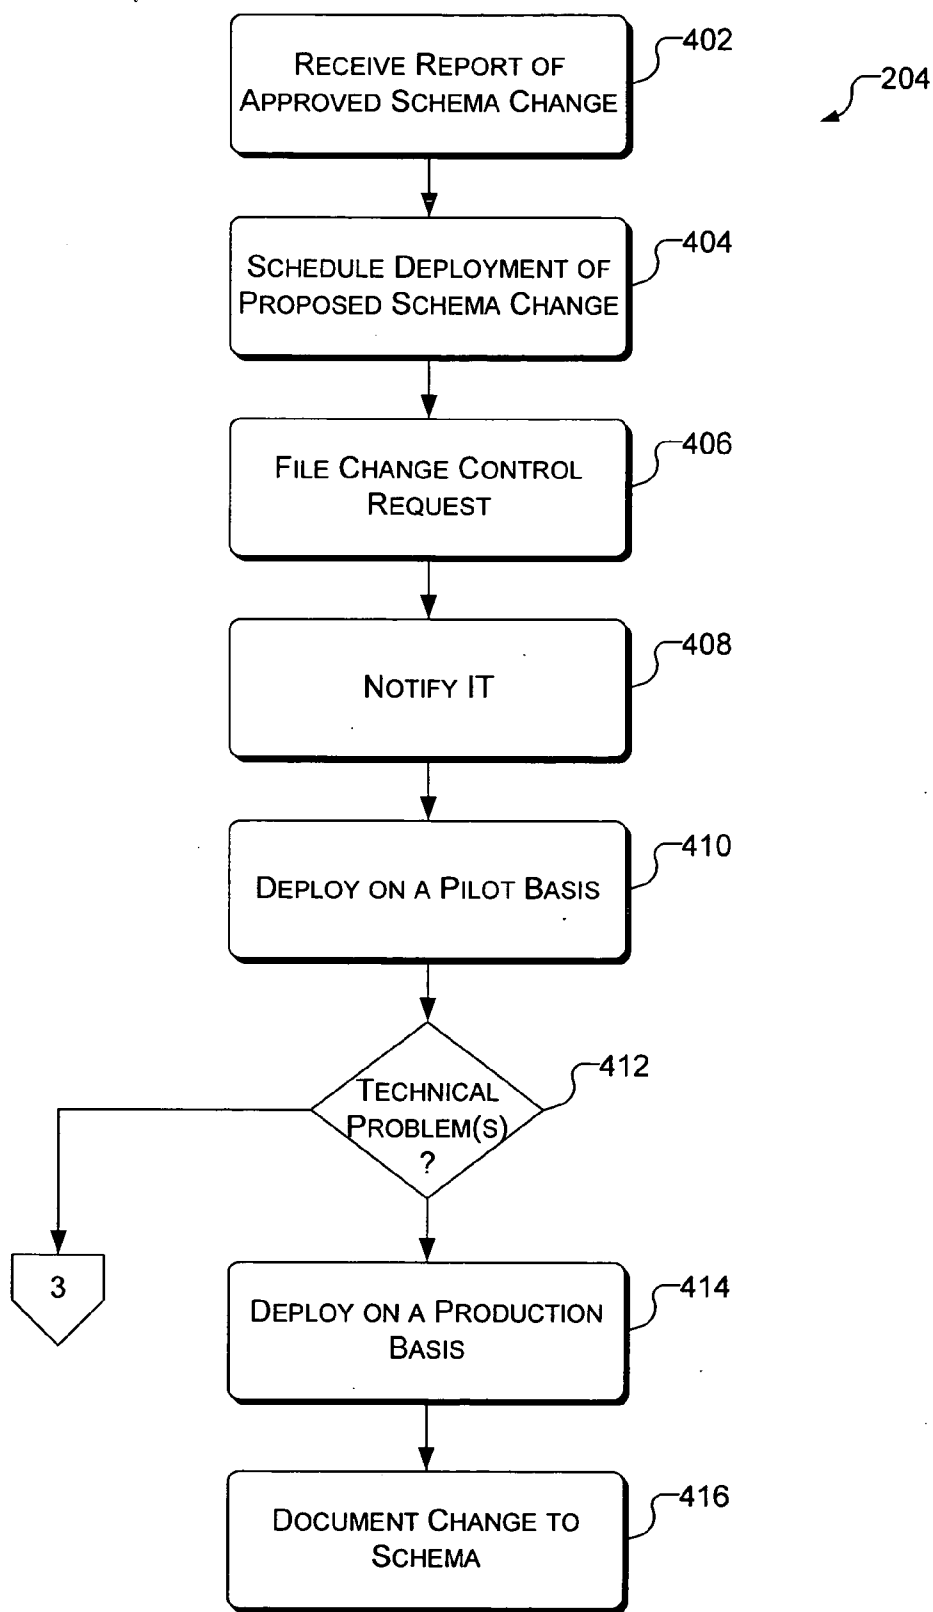 RECEIVE REPORT OF
APPROVED SCHEMA CHANGE
402
204
SCHEDULE DEPLOYMENT OF
PROPOSED SCHEMA CHANGE
404
FILE CHANGE CONTROL
REQUEST
406
NOTIFY IT
408
DEPLOY ON A PILOT BASIS
410
TECHNICAL
PROBLEM(S)
?
412
3
DEPLOY ON A PRODUCTION
BASIS
414
DOCUMENT CHANGE TO
SCHEMA
416